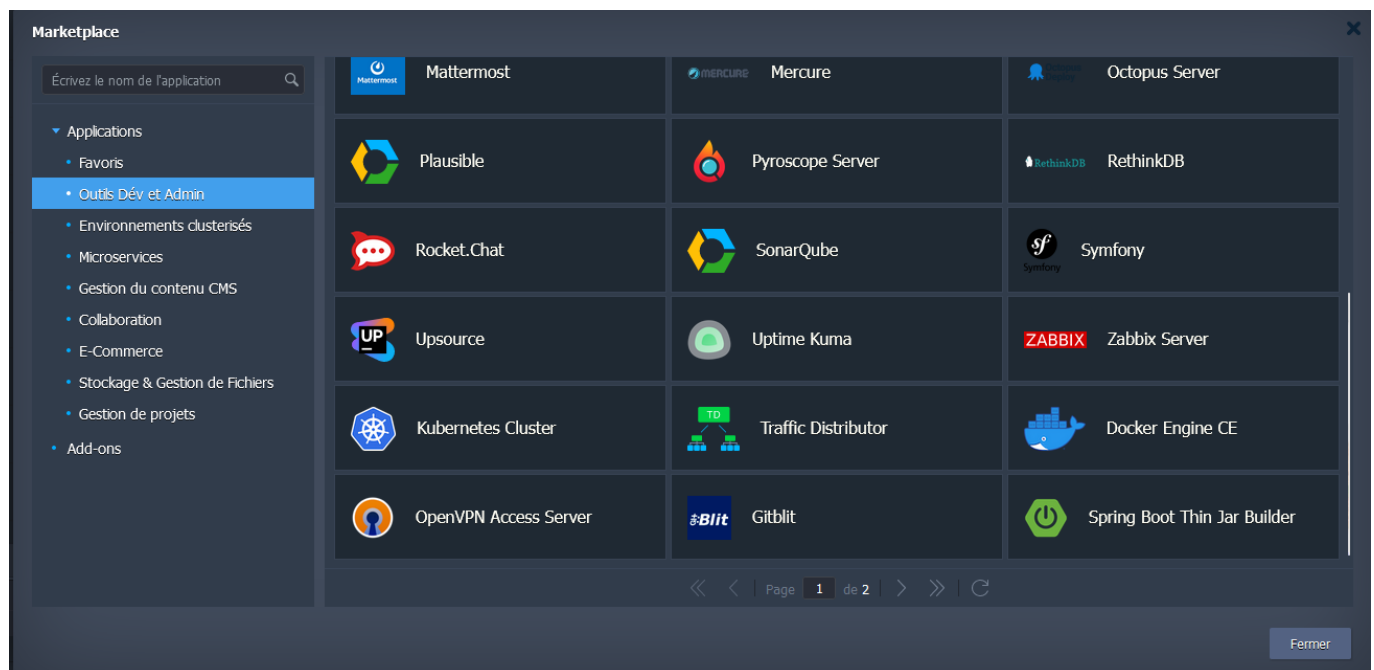 Marketplace
Écrivez le nom de l'application
Applications
Favoris
Outils Dév et Admin
Environnements clusterisés
Microservices
Gestion du contenu CMS
Collaboration
E-Commerce
Stockage & Gestion de Fichiers
Gestion de projets
Add-ons
Mattermost Mattermost
MERCURE Mercure
Octopus Server
Plausible
Pyroscope Server
RethinkDB RethinkDB
Rocket.Chat
SonarQube
sf Symfony Symfony
UP Upsource
Uptime Kuma
ZABBIX Zabbix Server
Kubernetes Cluster
TD Traffic Distributor
Docker Engine CE
OpenVPN Access Server
Blit Gitblit
Spring Boot Thin Jar Builder
Page 1 de 2
Fermer